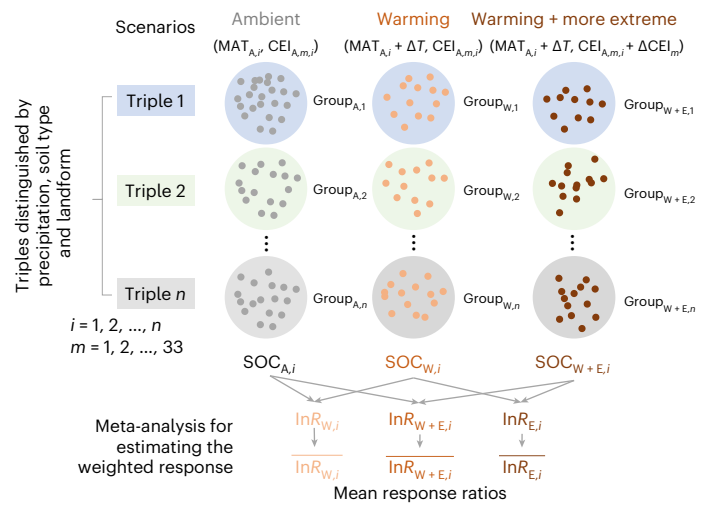 Scenarios
Ambient
Warming
Warming + more extreme
(MAT_A,i, CEI_A,m,i)
(MAT_A,i + ΔT, CEI_A,m,i)
(MAT_A,i + ΔT, CEI_A,m,i + ΔCEI_m)
Triples distinguished by
precipitation, soil type
and landform
Triple 1
Group_A,1
Group_W,1
Group_W + E,1
Triple 2
Group_A,2
Group_W,2
Group_W + E,2
Triple n
Group_A,n
Group_W,n
Group_W + E,n
i = 1, 2, ..., n
m = 1, 2, ..., 33
SOC_A,i
SOC_W,i
SOC_W + E,i
Meta-analysis for
estimating the
weighted response
lnR_W,i
lnR_W + E,i
lnR_E,i
lnR_W,i
lnR_W + E,i
lnR_E,i
Mean response ratios